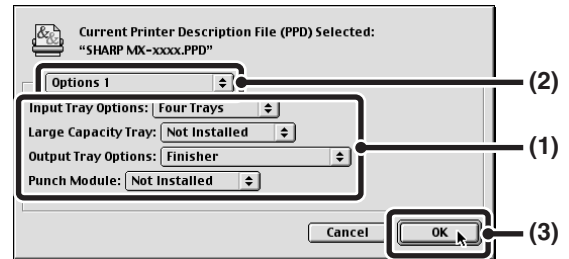 Current Printer Description File (PPD) Selected:
“SHARP MX-xxxx.PPD”
Options 1
(2)
Input Tray Options: Four Trays
Large Capacity Tray: Not Installed
(1)
Output Tray Options: Finisher
Punch Module: Not Installed
Cancel
OK
(3)